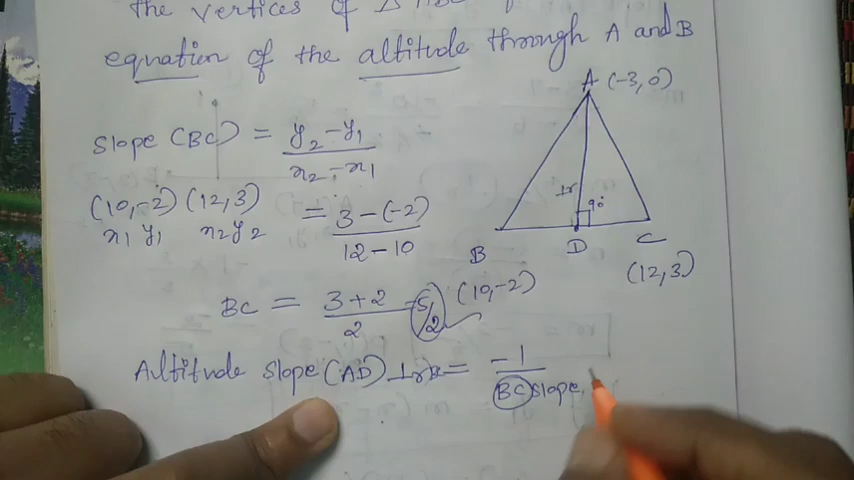 the vertices of Δ ABC
equation of the altitude through A and B
A (-3,0)
slope (BC) = y₂-y₁ / x₂-x₁
(10,-2) (12,3) = 3-(-2) / 12-10
x₁ y₁ x₂ y₂
⊥r 90°
B D C
(10,-2) (12,3)
BC = 3+2 / 2 = 5/2
Altitude slope (AD) ⊥r = -1 / BC slope